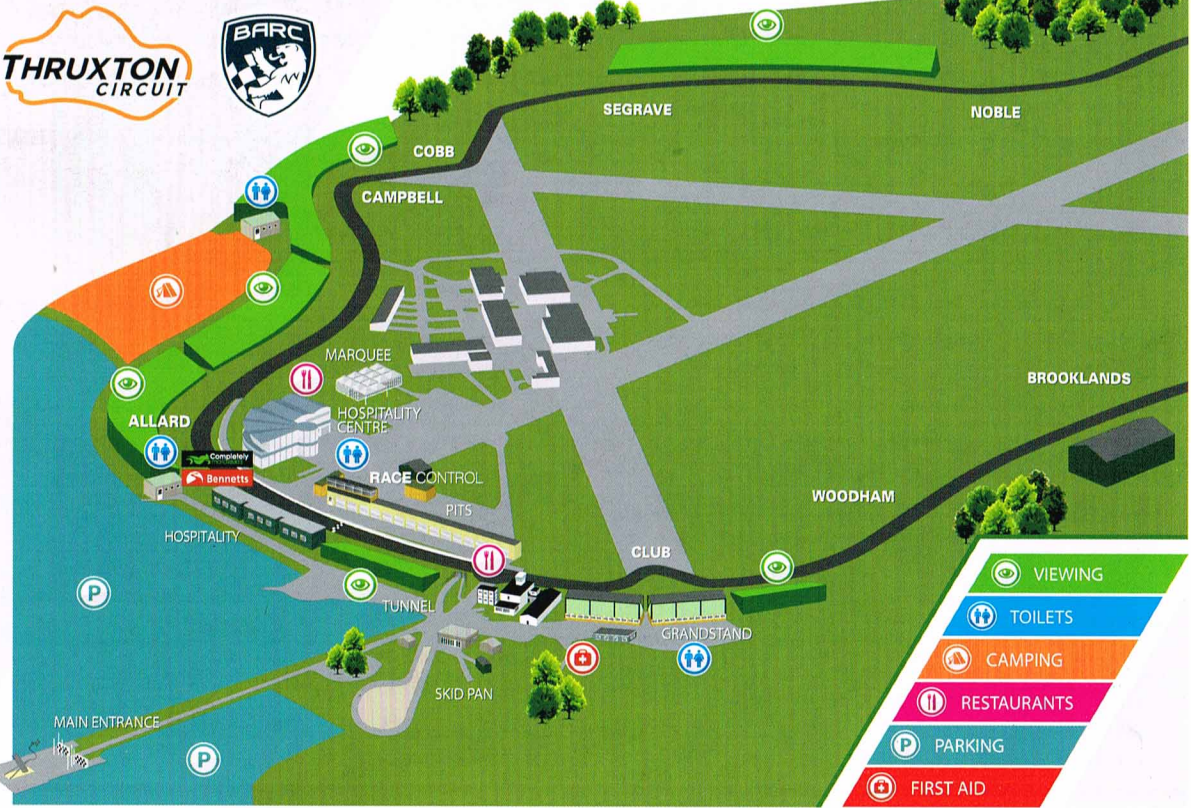 THRUXTON
CIRCUIT
BARC
SEGRAVE
NOBLE
COBB
CAMPBELL
MARQUEE
BROOKLANDS
ALLARD
HOSPITALITY
CENTRE
Completely
Bennetts
RACE CONTROL
WOODHAM
PITS
HOSPITALITY
CLUB
P
TUNNEL
GRANDSTAND
SKID PAN
MAIN ENTRANCE
P
VIEWING
TOILETS
CAMPING
RESTAURANTS
P PARKING
FIRST AID